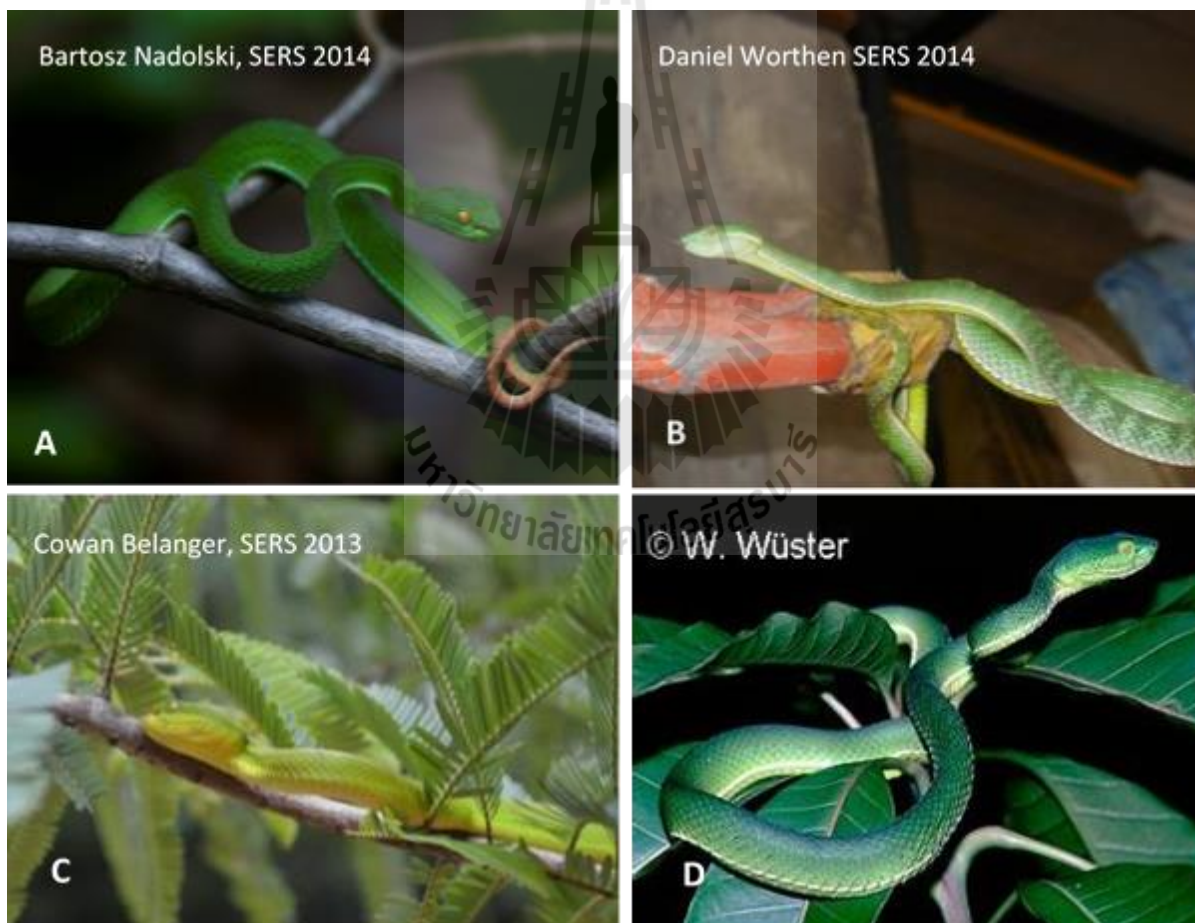 Bartosz Nadolski, SERS 2014
Daniel Worthen SERS 2014
A
B
มหาวิทยาลัยเทคโนโลยีสุรนารี
Cowan Belanger, SERS 2013
© W. Wüster
C
D